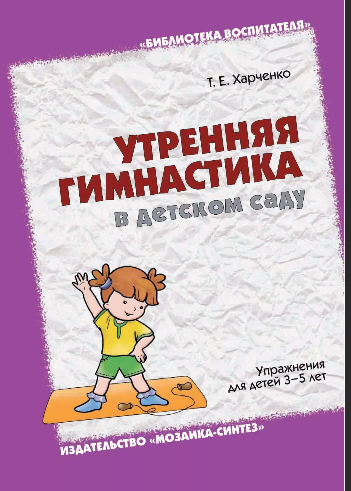 «БИБЛИОТЕКА ВОСПИТАТЕЛЯ»
Т. Е. Харченко
УТРЕННЯЯ
ГИМНАСТИКА
в детском саду
Упражнения
для детей 3–5 лет
ИЗДАТЕЛЬСТВО «МОЗАИКА-СИНТЕЗ»